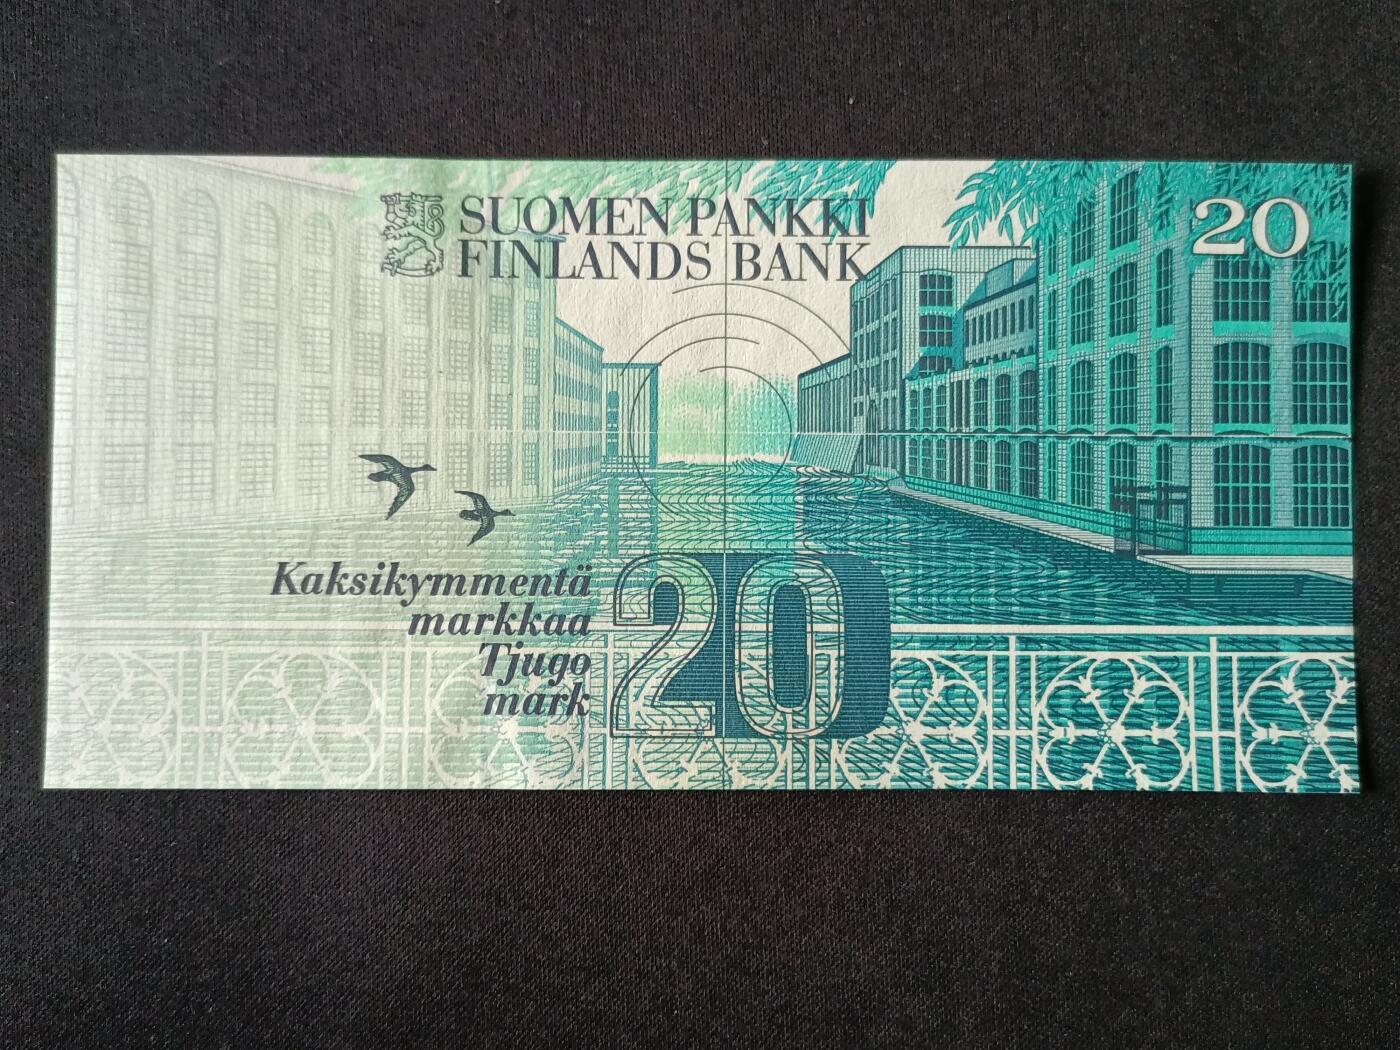 SUOMEN PANKKI
FINLANDS BANK
20
Kaksikymmentä
markkaa
Tjugo
mark
20